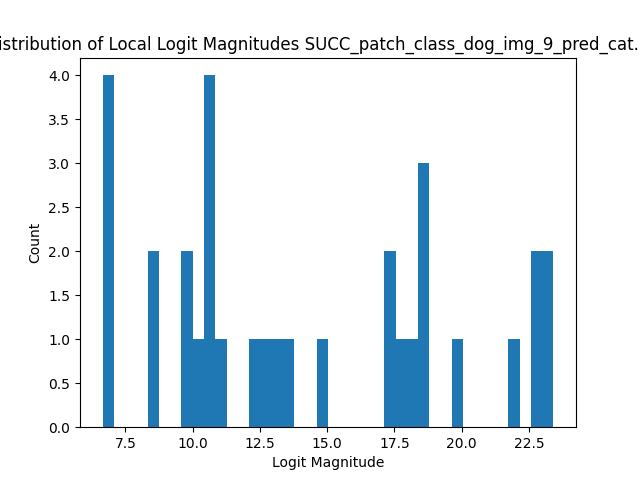 istribution of Local Logit Magnitudes SUCC_patch_class_dog_img_9_pred_cat.
4.0
3.5
3.0
2.5
2.0
1.5
1.0
0.5
0.0
Count
7.5 10.0 12.5 15.0 17.5 20.0 22.5
Logit Magnitude